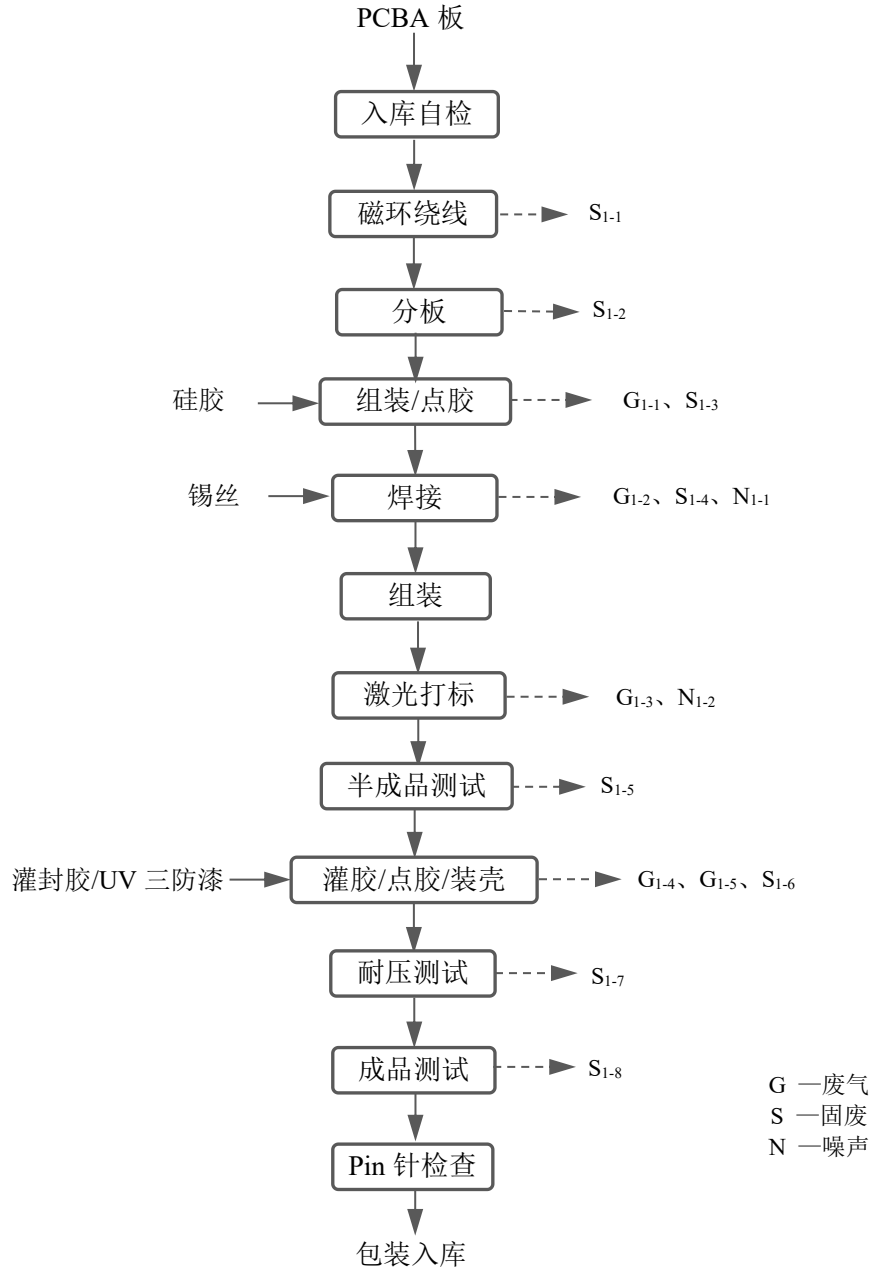 PCBA 板
入库自检
磁环绕线 S1-1
分板 S1-2
硅胶 组装/点胶 G1-1、S1-3
锡丝 焊接 G1-2、S1-4、N1-1
组装
激光打标 G1-3、N1-2
半成品测试 S1-5
灌封胶/UV 三防漆 灌胶/点胶/装壳 G1-4、G1-5、S1-6
耐压测试 S1-7
成品测试 S1-8
Pin 针检查
包装入库
G —废气
S —固废
N —噪声